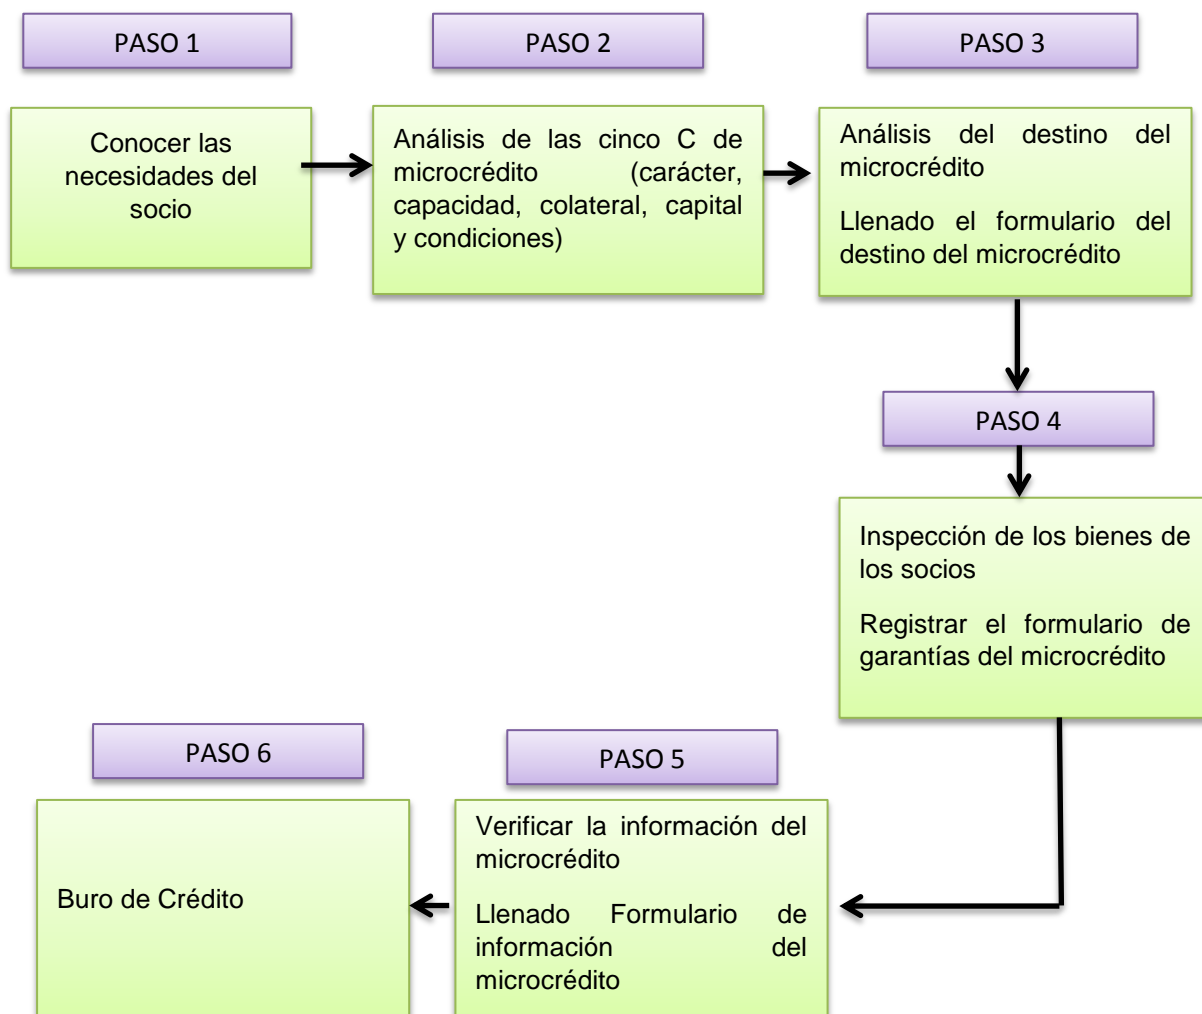 PASO 1
PASO 2
PASO 3
Conocer las
necesidades del
socio
Análisis de las cinco C de
microcrédito (carácter,
capacidad, colateral, capital
y condiciones)
Análisis del destino del
microcrédito
Llenado el formulario del
destino del microcrédito
PASO 4
Inspección de los bienes de
los socios
Registrar el formulario de
garantías del microcrédito
PASO 6
PASO 5
Buro de Crédito
Verificar la información del
microcrédito
Llenado Formulario de
información del
microcrédito